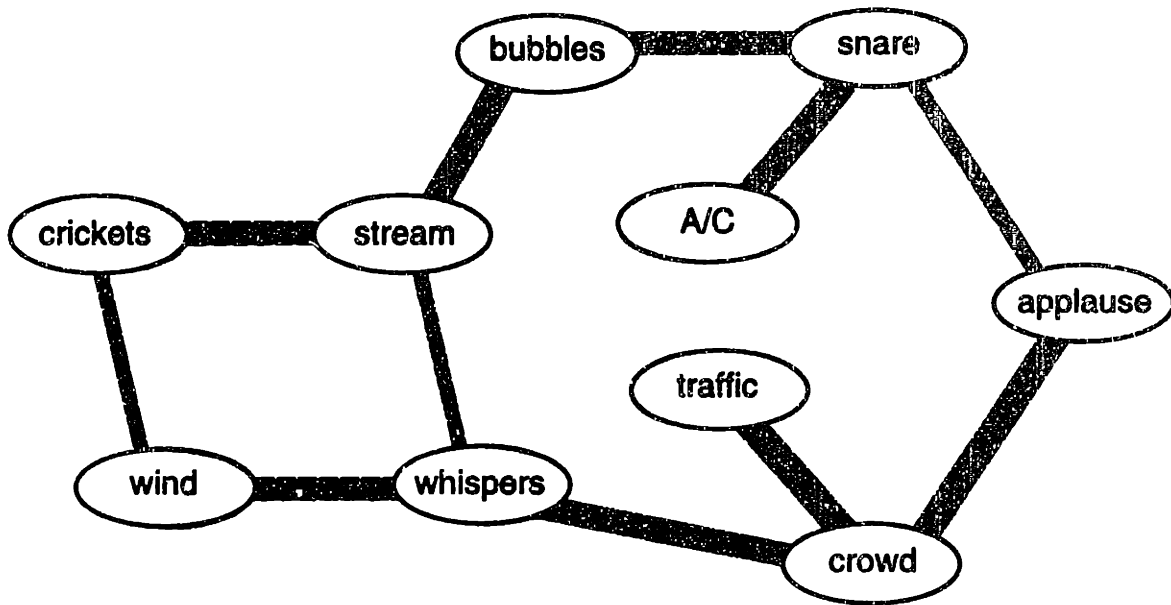 bubbles
snare
crickets
stream
A/C
applause
traffic
wind
whispers
crowd